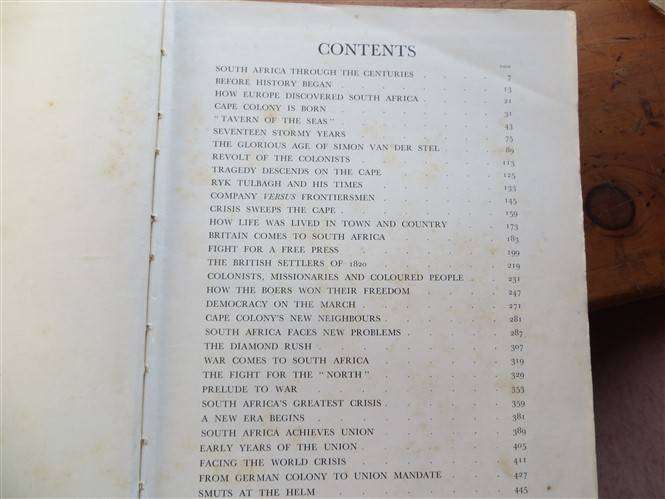 CONTENTS
PAGE
SOUTH AFRICA THROUGH THE CENTURIES . . . . 7
BEFORE HISTORY BEGAN . . . . . . 13
HOW EUROPE DISCOVERED SOUTH AFRICA . . . . 21
CAPE COLONY IS BORN . . . . . . 31
"TAVERN OF THE SEAS" . . . . . . 43
SEVENTEEN STORMY YEARS . . . . . . 75
THE GLORIOUS AGE OF SIMON VAN DER STEL . . . . 89
REVOLT OF THE COLONISTS . . . . . . 113
TRAGEDY DESCENDS ON THE CAPE . . . . . 125
RYK TULBAGH AND HIS TIMES . . . . . 133
COMPANY VERSUS FRONTIERSMEN . . . . . 145
CRISIS SWEEPS THE CAPE . . . . . . 159
HOW LIFE WAS LIVED IN TOWN AND COUNTRY . . . 173
BRITAIN COMES TO SOUTH AFRICA . . . . . 183
FIGHT FOR A FREE PRESS . . . . . . 199
THE BRITISH SETTLERS OF 1820 . . . . . 219
COLONISTS, MISSIONARIES AND COLOURED PEOPLE . . . 231
HOW THE BOERS WON THEIR FREEDOM . . . . 247
DEMOCRACY ON THE MARCH . . . . . . 271
CAPE COLONY'S NEW NEIGHBOURS . . . . . 281
SOUTH AFRICA FACES NEW PROBLEMS . . . . . 287
THE DIAMOND RUSH . . . . . . . 307
WAR COMES TO SOUTH AFRICA . . . . . 319
THE FIGHT FOR THE "NORTH" . . . . . 329
PRELUDE TO WAR . . . . . . . 353
SOUTH AFRICA'S GREATEST CRISIS . . . . . 359
A NEW ERA BEGINS . . . . . . . 381
SOUTH AFRICA ACHIEVES UNION . . . . . 389
EARLY YEARS OF THE UNION . . . . . . 405
FACING THE WORLD CRISIS . . . . . . 411
FROM GERMAN COLONY TO UNION MANDATE . . . . 427
SMUTS AT THE HELM . . . . . . . 445